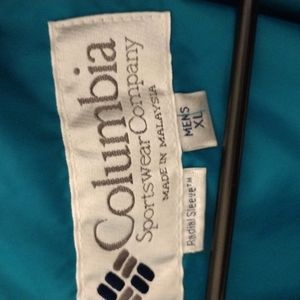 Columbia
Sportswear Company
MADE IN MALAYSIA
MENS
XL
Radial Sleeve™